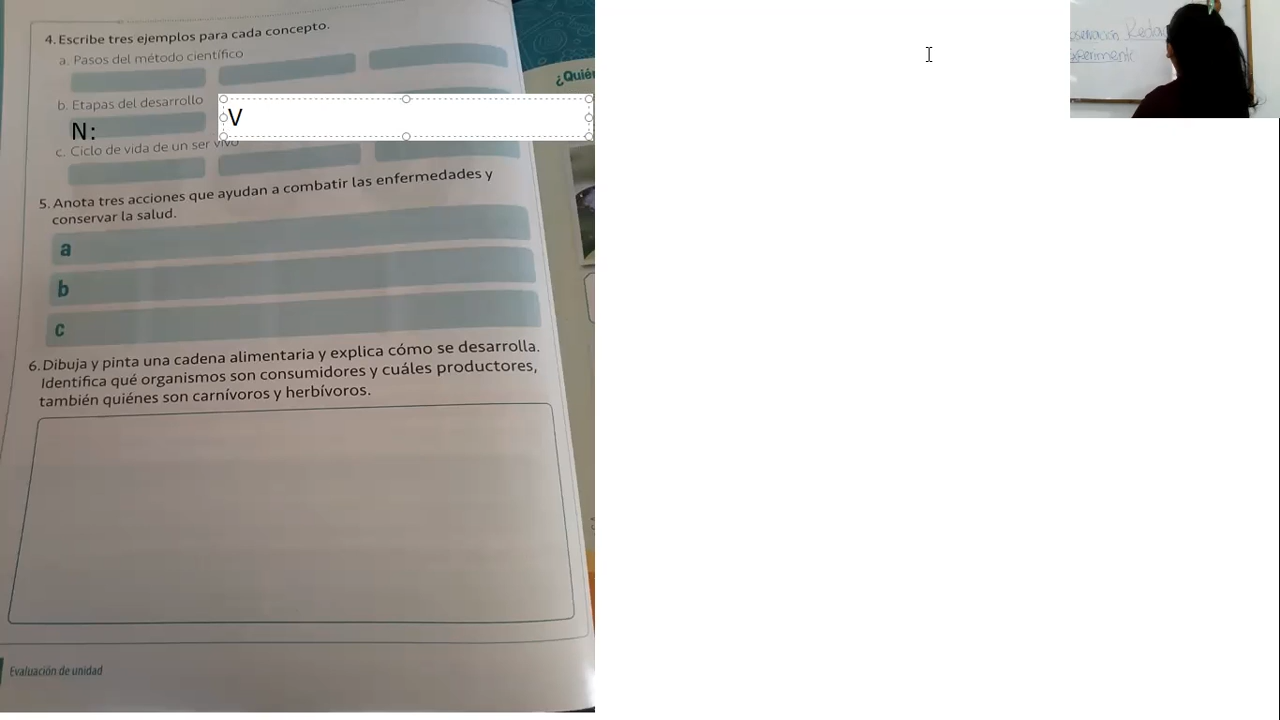 4. Escribe tres ejemplos para cada concepto.
a. Pasos del método científico
b. Etapas del desarrollo
N:
V
c. Ciclo de vida de un ser vivo
5. Anota tres acciones que ayudan a combatir las enfermedades y
conservar la salud.
a
b
c
6. Dibuja y pinta una cadena alimentaria y explica cómo se desarrolla.
Identifica qué organismos son consumidores y cuáles productores,
también quiénes son carnívoros y herbívoros.
Evaluación de unidad
¿Quié